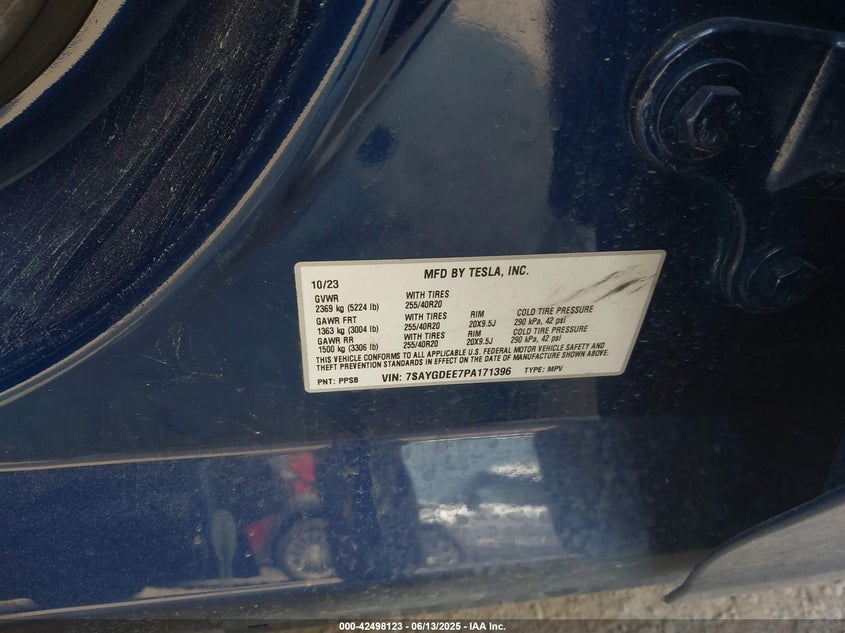 MFD BY TESLA, INC.
10/23
GVWR WITH TIRES
2369 kg (5224 lb) 255/40R20
GAWR FRT WITH TIRES RIM COLD TIRE PRESSURE
1363 kg (3004 lb) 255/40R20 20X9.5J 290 kPa, 42 psi
GAWR RR WITH TIRES RIM COLD TIRE PRESSURE
1500 kg (3306 lb) 255/40R20 20X9.5J 290 kPa, 42 psi
THIS VEHICLE CONFORMS TO ALL APPLICABLE U.S. FEDERAL MOTOR VEHICLE SAFETY AND
THEFT PREVENTION STANDARDS IN EFFECT ON THE DATE OF MANUFACTURE SHOWN ABOVE.
PNT: PPSB VIN: 7SAYGDEE7PA171396 TYPE: MPV
000-42498123 - 06/13/2025 - IAA Inc.